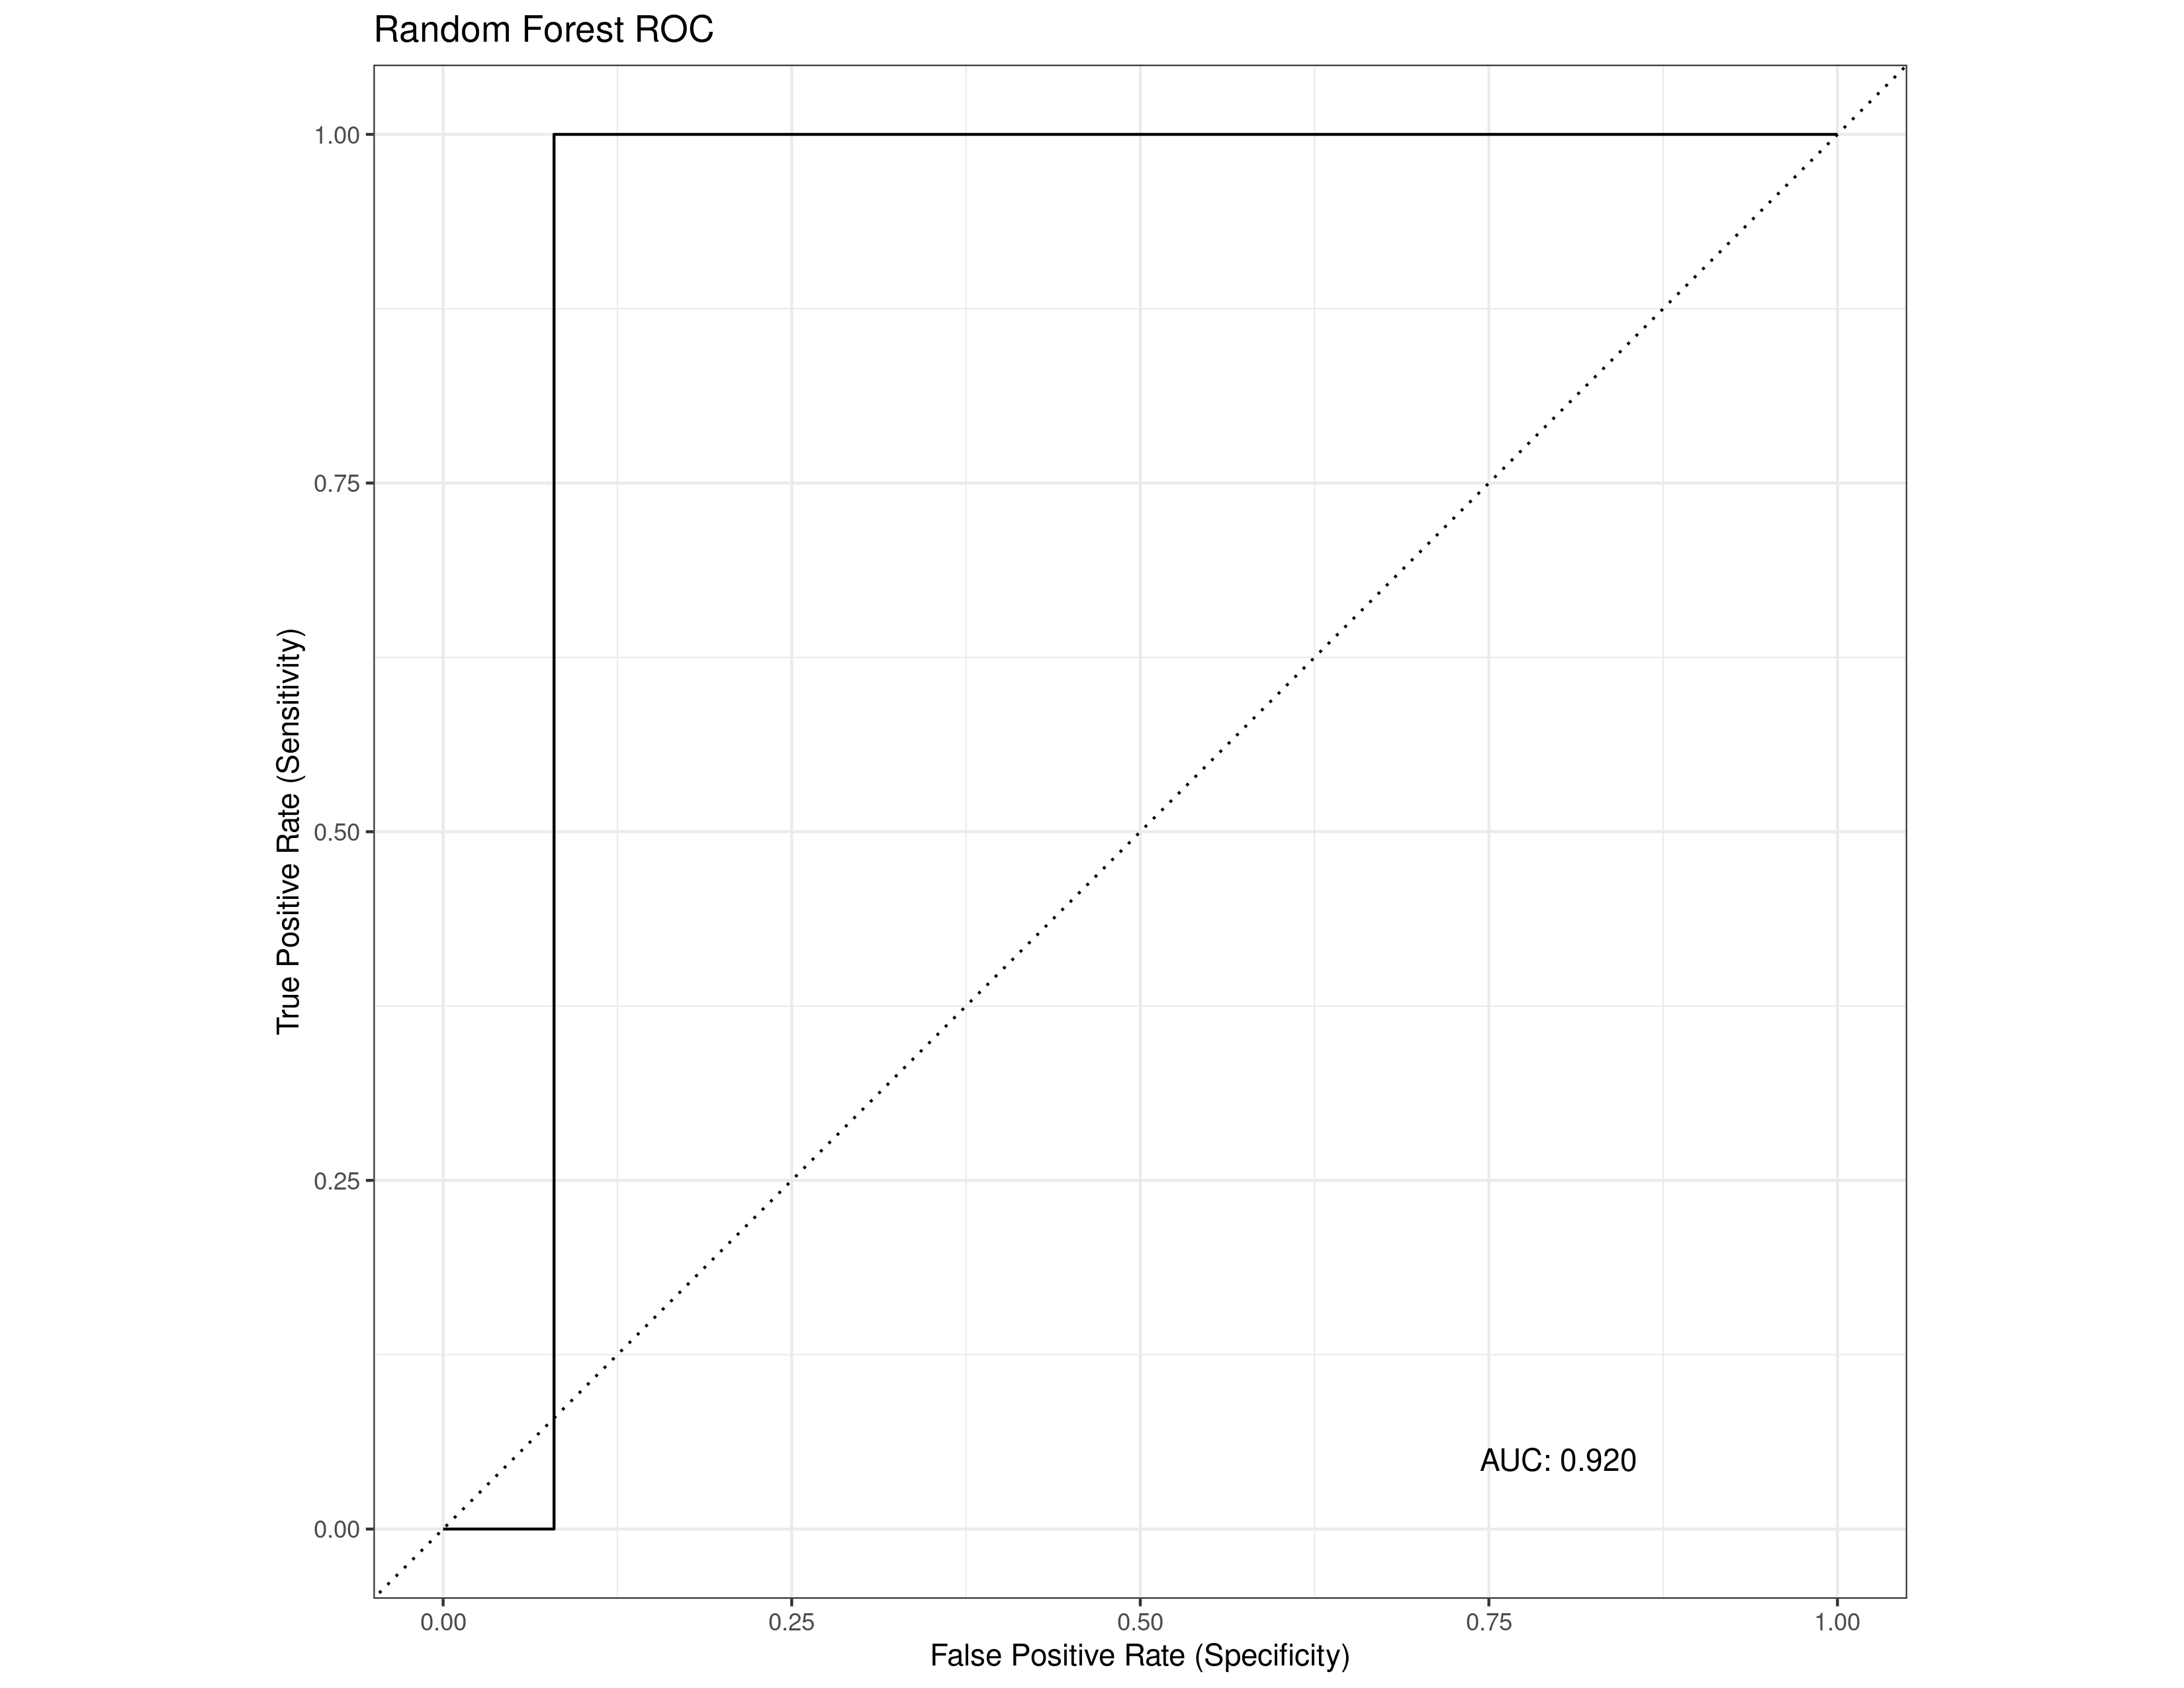 Random Forest ROC
1.00
0.75
0.50
0.25
0.00
True Positive Rate (Sensitivity)
AUC: 0.920
0.00 0.25 0.50 0.75 1.00
False Positive Rate (Specificity)